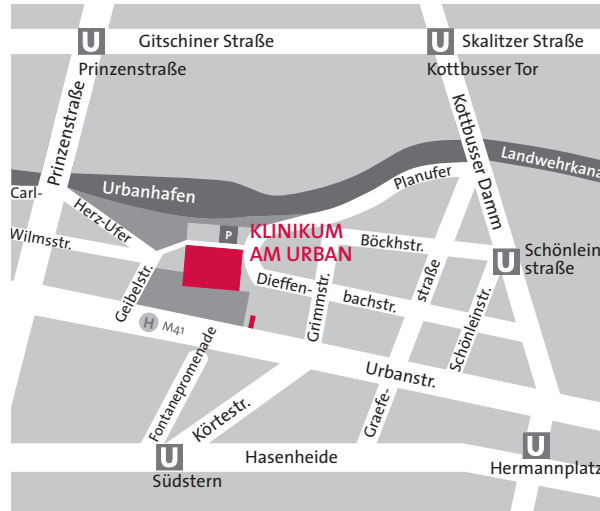 U
Gitschiner Straße
U
Skalitzer Straße
Prinzenstraße
Kottbusser Tor
Prinzenstraße
Kottbusser Damm
Landwehrkana
Planufer
Carl-
Herz-Ufer
Urbanhafen
P
KLINIKUM
AM URBAN
Wilmsstr.
Böckhstr.
U
Schönlein
straße
Geibelstr.
Dieffen-
bachstr.
Grimmstr.
straße
Graefe-
Schönleinstr.
H
M41
Urbanstr.
Fontanepromenade
Körtestr.
U
Südstern
Hasenheide
U
Hermannplatz